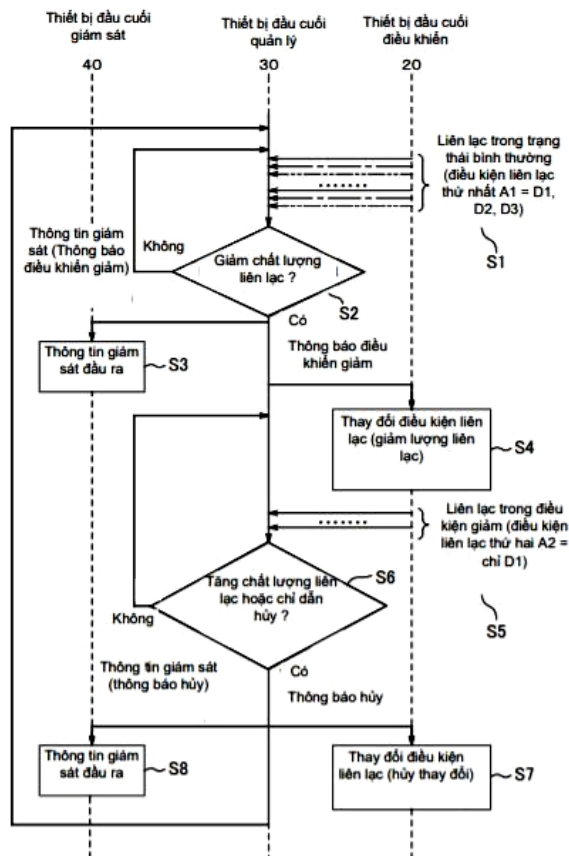 Thiết bị đầu cuối
giám sát
40
Thiết bị đầu cuối
quản lý
30
Thiết bị đầu cuối
điều khiển
20
Liên lạc trong trạng
thái bình thường
(điều kiện liên lạc
thứ nhất A1 = D1,
D2, D3)
S1
Thông tin giám
sát (Thông báo
điều khiển giảm)
Không
Giảm chất lượng
liên lạc ?
S2
Có
Thông tin giám
sát đầu ra
S3
Thông báo điều
khiển giảm
Thay đổi điều kiện liên
lạc (giảm lượng liên
lạc)
S4
Liên lạc trong điều
kiện giảm (điều kiện
liên lạc thứ hai A2 =
chỉ D1)
S5
Tăng chất lượng liên
lạc hoặc chỉ dẫn
hủy ?
S6
Không
Thông tin giám sát
(thông báo hủy)
Có
Thông báo hủy
Thông tin giám
sát đầu ra
S8
Thay đổi điều kiện
liên lạc (hủy thay đổi)
S7